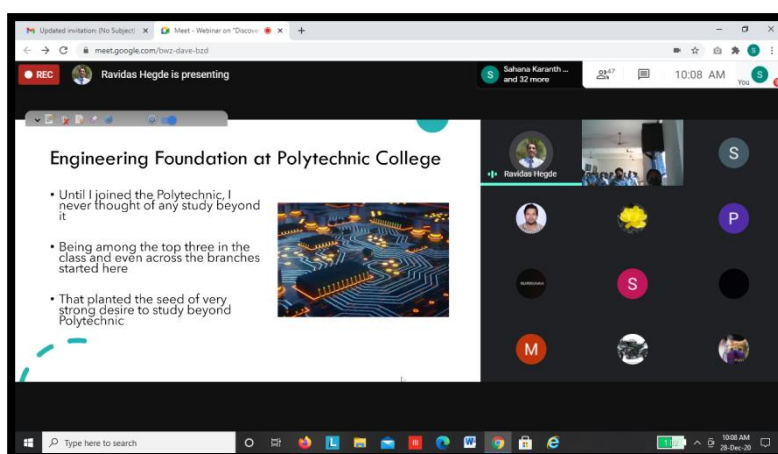 Updated invitation: (No Subject)
Meet - Webinar on "Discove
meet.google.com/bwz-dave-bzd
REC
Ravidas Hegde is presenting
S
Sahana Karanth ...
and 32 more
47
10:08 AM
You
S
Engineering Foundation at Polytechnic College
• Until I joined the Polytechnic, I
never thought of any study beyond
it
• Being among the top three in the
class and even across the branches
started here
• That planted the seed of very
strong desire to study beyond
Polytechnic
Ravidas Hegde
S
P
S
M
Type here to search
10:08 AM
28-Dec-20